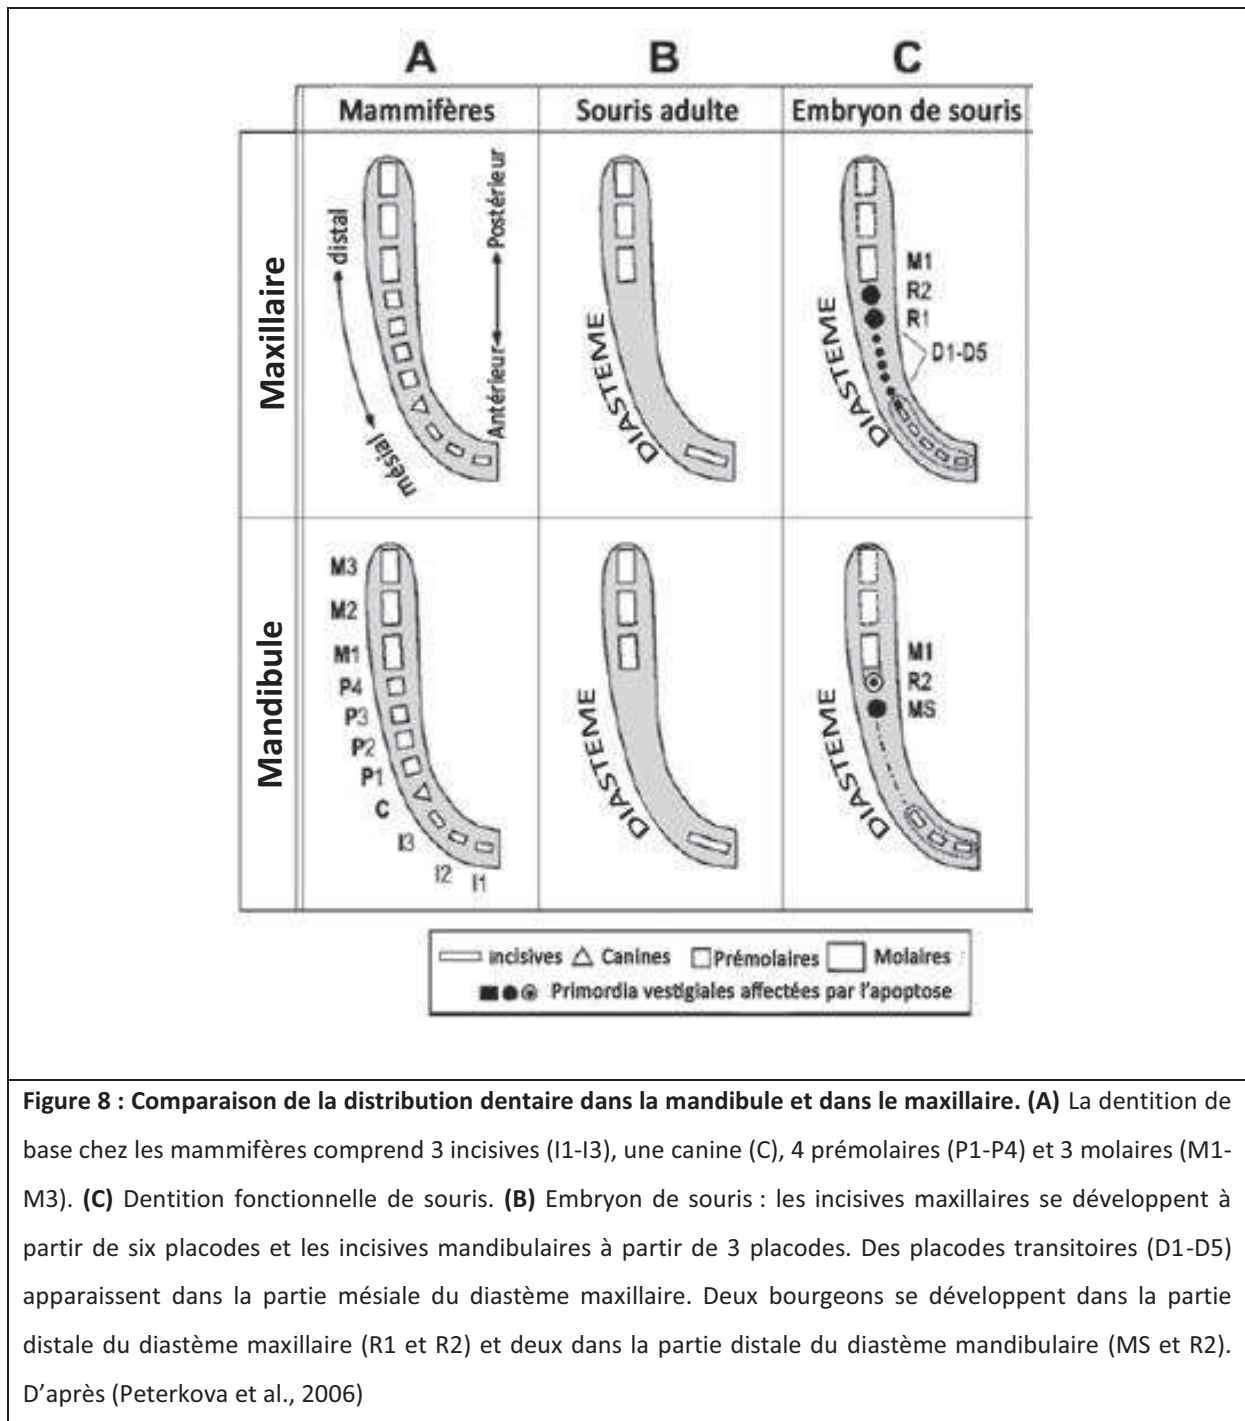 A
B
C
Mammifères
Souris adulte
Embryon de souris
Maxillaire
distal
mésial
Postérieur
Antérieur
DIASTEME
DIASTEME
M1
R2
R1
D1-D5
Mandibule
M3
M2
M1
P4
P3
P2
P1
C
I3
I2
I1
DIASTEME
DIASTEME
M1
R2
MS
incisives Canines Prémolaires Molaires
Primordia vestigiales affectées par l'apoptose
Figure 8 : Comparaison de la distribution dentaire dans la mandibule et dans le maxillaire. (A) La dentition de
base chez les mammifères comprend 3 incisives (I1-I3), une canine (C), 4 prémolaires (P1-P4) et 3 molaires (M1-
M3). (C) Dentition fonctionnelle de souris. (B) Embryon de souris : les incisives maxillaires se développent à
partir de six placodes et les incisives mandibulaires à partir de 3 placodes. Des placodes transitoires (D1-D5)
apparaissent dans la partie mésiale du diastème maxillaire. Deux bourgeons se développent dans la partie
distale du diastème maxillaire (R1 et R2) et deux dans la partie distale du diastème mandibulaire (MS et R2).
D'après (Peterkova et al., 2006)